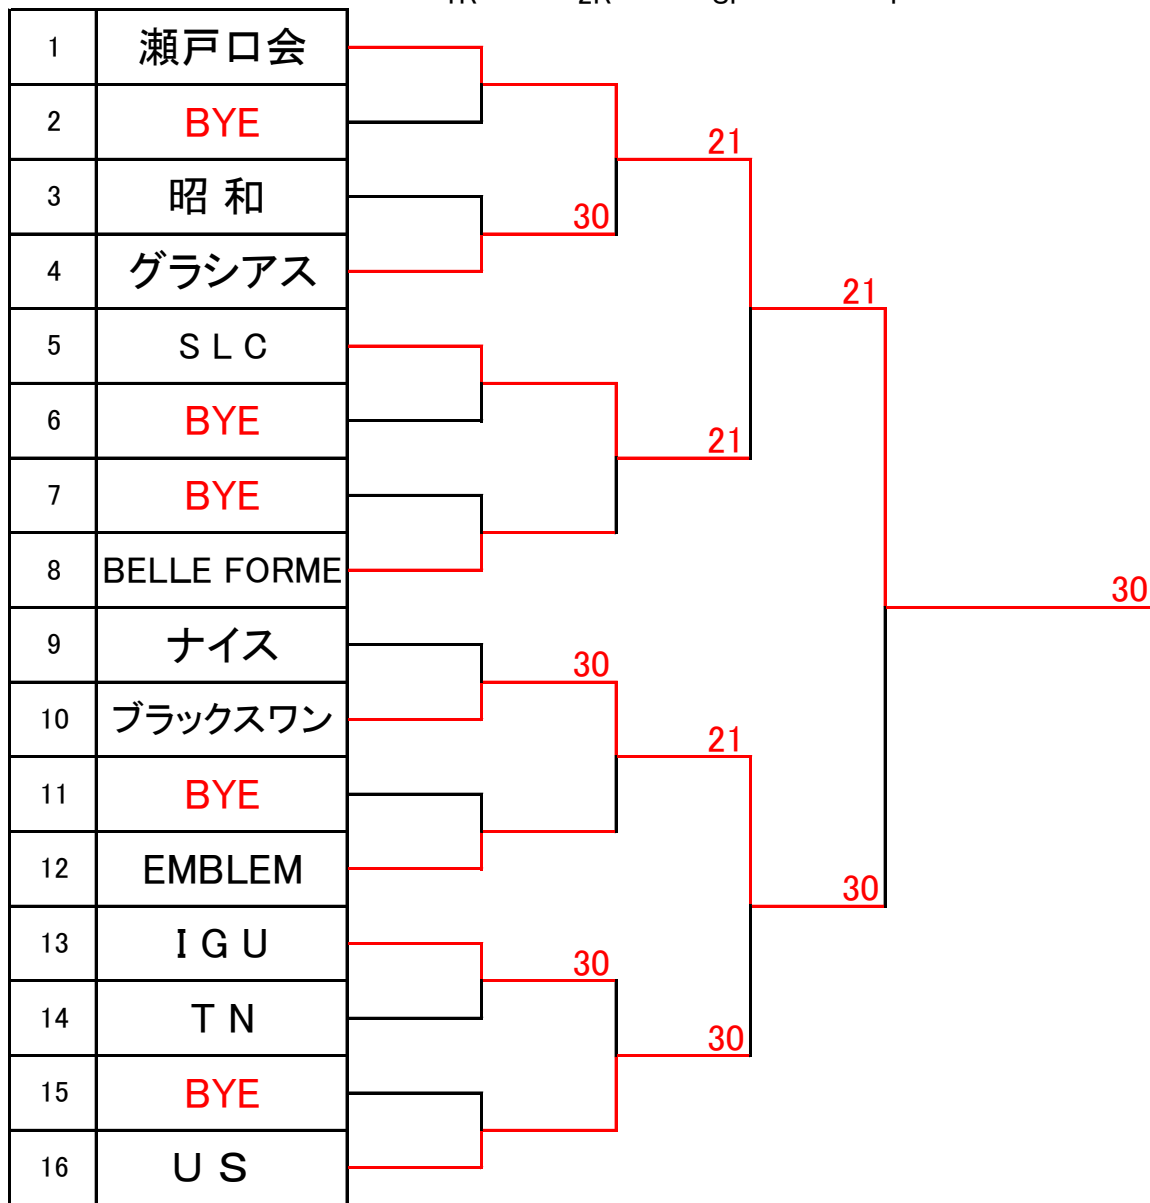 1 瀬戸口会
2 BYE
21
3 昭 和
30
4 グラシアス
21
5 S L C
6 BYE
21
7 BYE
8 BELLE FORME
30
9 ナイス
30
10 ブラックスワン
21
11 BYE
12 EMBLEM
30
13 I G U
30
14 T N
30
15 BYE
16 U S